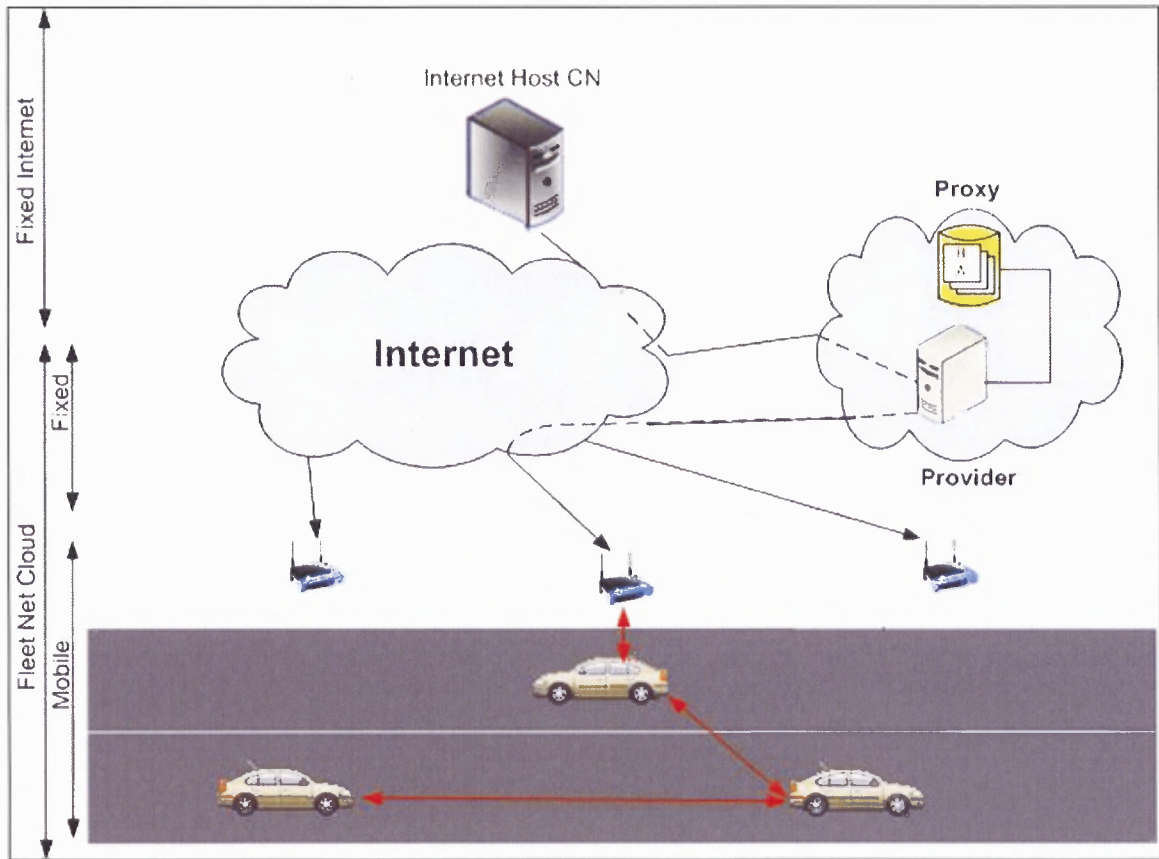 Internet Host CN
Fixed Internet
Proxy
H
A
Internet
Fixed
Provider
Fleet Net Cloud
Mobile